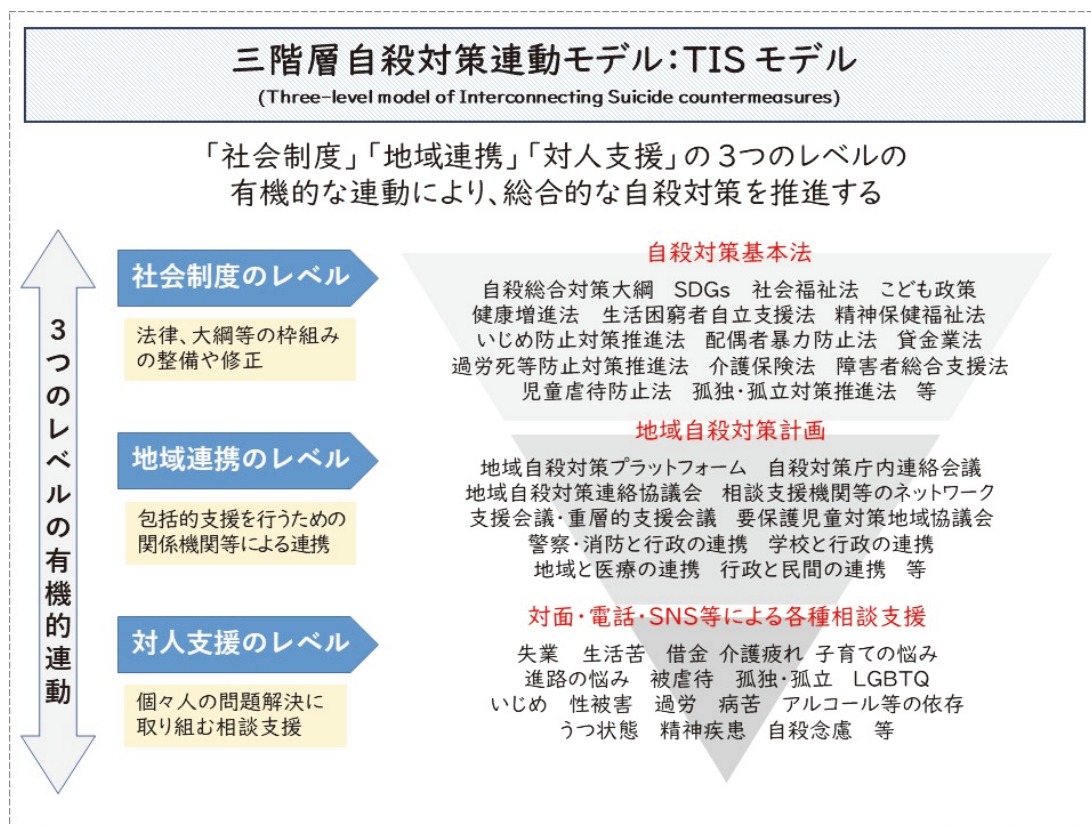 三階層自殺対策連動モデル：TIS モデル
(Three-level model of Interconnecting Suicide countermeasures)
「社会制度」「地域連携」「対人支援」の3つのレベルの
有機的な連動により、総合的な自殺対策を推進する
3つのレベルの有機的連動
社会制度のレベル
法律、大綱等の枠組み
の整備や修正
自殺対策基本法
自殺総合対策大綱 SDGs 社会福祉法 こども政策
健康増進法 生活困窮者自立支援法 精神保健福祉法
いじめ防止対策推進法 配偶者暴力防止法 貸金業法
過労死等防止対策推進法 介護保険法 障害者総合支援法
児童虐待防止法 孤独・孤立対策推進法 等
地域連携のレベル
包括的支援を行うための
関係機関等による連携
地域自殺対策計画
地域自殺対策プラットフォーム 自殺対策庁内連絡会議
地域自殺対策連絡協議会 相談支援機関等のネットワーク
支援会議・重層的支援会議 要保護児童対策地域協議会
警察・消防と行政の連携 学校と行政の連携
地域と医療の連携 行政と民間の連携 等
対人支援のレベル
個々人の問題解決に
取り組む相談支援
対面・電話・SNS等による各種相談支援
失業 生活苦 借金 介護疲れ 子育ての悩み
進路の悩み 被虐待 孤独・孤立 LGBTQ
いじめ 性被害 過労 病苦 アルコール等の依存
うつ状態 精神疾患 自殺念慮 等